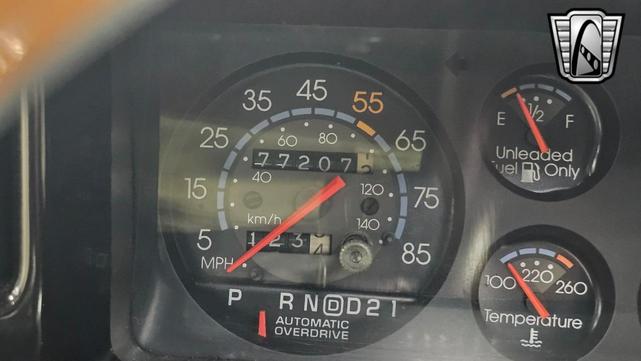 5 15 25 35 45 55 65 75 85
MPH
40 60 80 120 140
km/h
77207
123
P R N D D 2 1
AUTOMATIC
OVERDRIVE
E 1/2 F
Unleaded
Fuel Only
100 220 260
Temperature